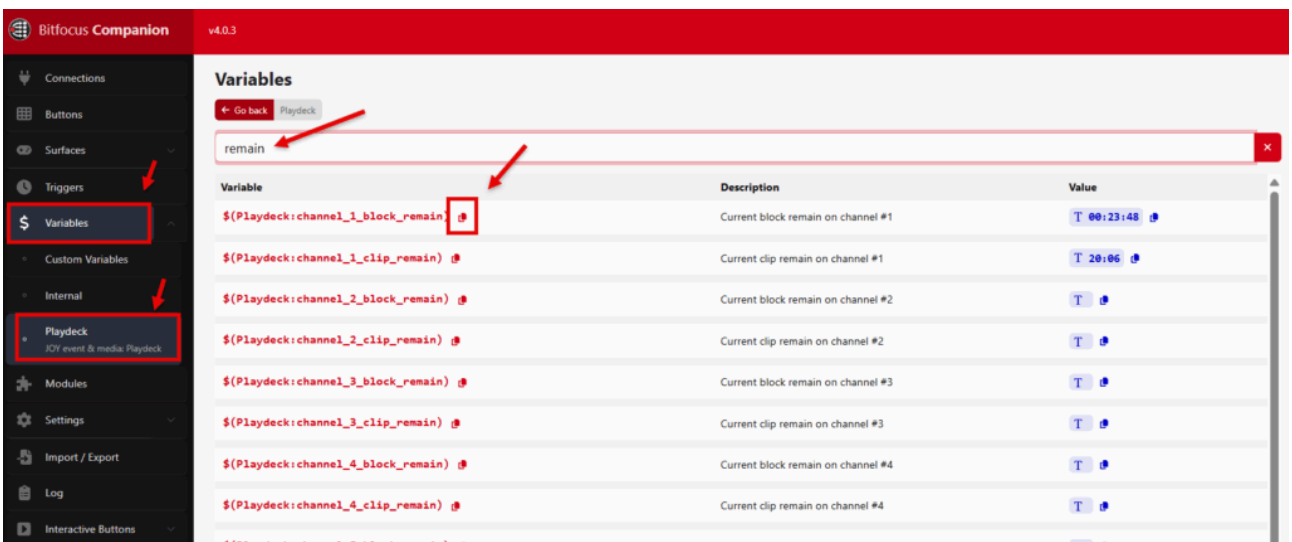 Bitfocus Companion
v4.0.3
Connections
Buttons
Surfaces
Triggers
$ Variables
Custom Variables
Internal
Playdeck
JOY event & media: Playdeck
Modules
Settings
Import / Export
Log
Interactive Buttons
Variables
← Go back Playdeck
remain
Variable Description Value
$(Playdeck:channel_1_block_remain) Current block remain on channel #1 T 00:23:48
$(Playdeck:channel_1_clip_remain) Current clip remain on channel #1 T 20:06
$(Playdeck:channel_2_block_remain) Current block remain on channel #2 T
$(Playdeck:channel_2_clip_remain) Current clip remain on channel #2 T
$(Playdeck:channel_3_block_remain) Current block remain on channel #3 T
$(Playdeck:channel_3_clip_remain) Current clip remain on channel #3 T
$(Playdeck:channel_4_block_remain) Current block remain on channel #4 T
$(Playdeck:channel_4_clip_remain) Current clip remain on channel #4 T